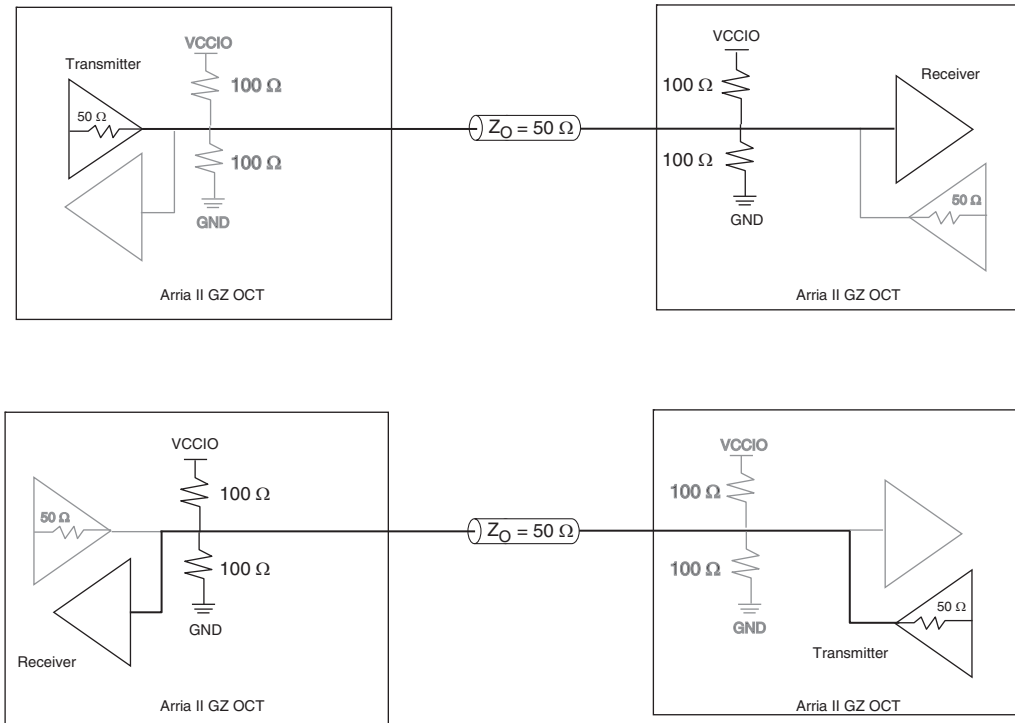 VCCIO
Transmitter
100 Ω
50 Ω
100 Ω
GND
Arria II GZ OCT
Z_O = 50 Ω
VCCIO
Receiver
100 Ω
100 Ω
50 Ω
GND
Arria II GZ OCT
VCCIO
100 Ω
50 Ω
100 Ω
GND
Receiver
Arria II GZ OCT
Z_O = 50 Ω
VCCIO
100 Ω
100 Ω
50 Ω
GND
Transmitter
Arria II GZ OCT